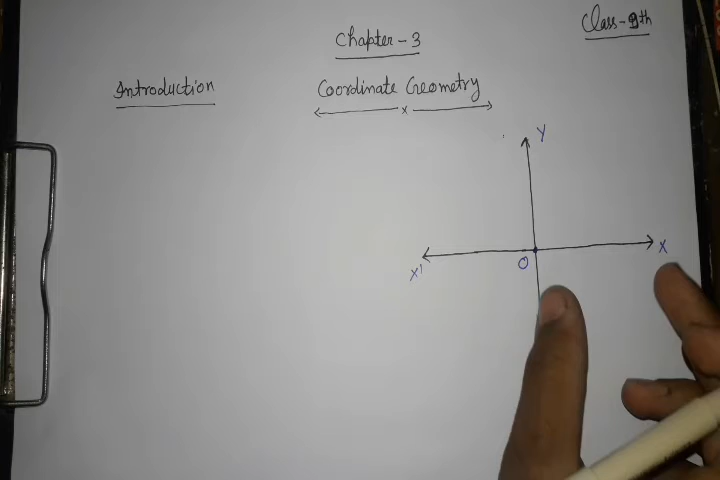 Class-9th
Chapter-3
Introduction
Coordinate Geometry
x
Y
X' X
O